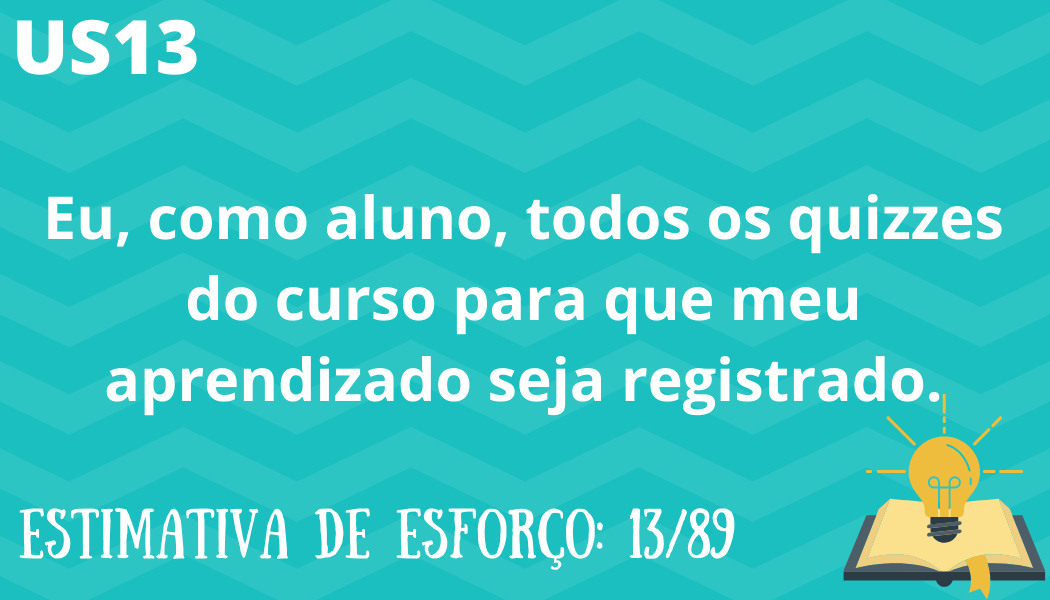 US13
Eu, como aluno, todos os quizzes
do curso para que meu
aprendizado seja registrado.
ESTIMATIVA DE ESFORÇO: 13/89